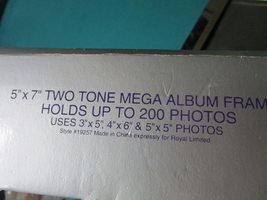 5"x 7" TWO TONE MEGA ALBUM FRAM
HOLDS UP TO 200 PHOTOS
USES 3"x 5", 4"x 6" & 5"x 5" PHOTOS
Style #19257 Made in China expressly for Royal Limited